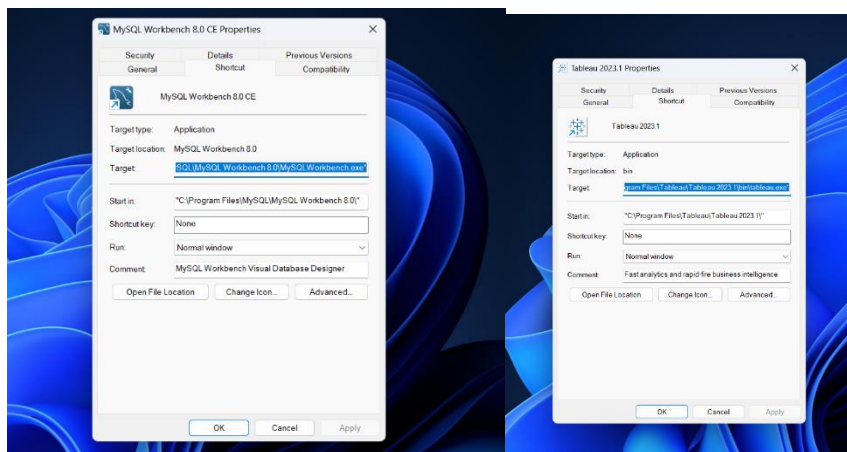 MySQL Workbench 8.0 CE Properties
Security Details Previous Versions
General Shortcut Compatibility
MySQL Workbench 8.0 CE
Target type: Application
Target location: MySQL Workbench 8.0
Target: SQL\MySQL Workbench 8.0\MySQLWorkbench.exe"
Start in: "C:\Program Files\MySQL\MySQL Workbench 8.0\"
Shortcut key: None
Run: Normal window
Comment: MySQL Workbench Visual Database Designer
Open File Location Change Icon... Advanced...
OK Cancel Apply
Tableau 2023.1 Properties
Security Details Previous Versions
General Shortcut Compatibility
Tableau 2023.1
Target type: Application
Target location: bin
Target: gram Files\Tableau\Tableau 2023.1\bin\tableau.exe"
Start in: "C:\Program Files\Tableau\Tableau 2023.1\"
Shortcut key: None
Run: Normal window
Comment: Fast analytics and rapid-fire business intelligence
Open File Location Change Icon... Advanced...
OK Cancel Apply